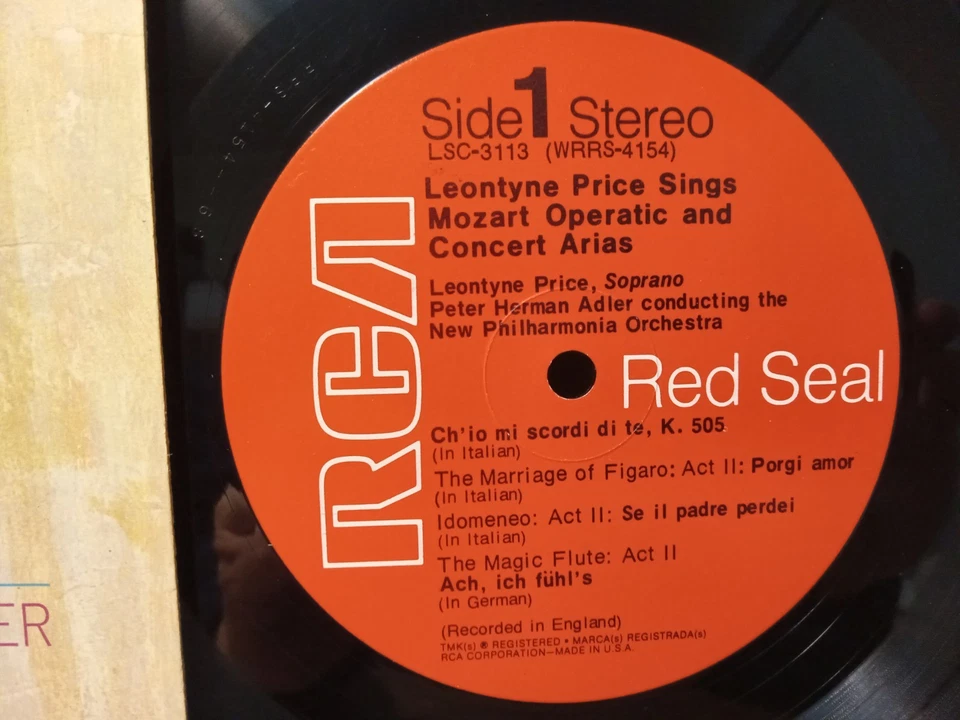 Side 1 Stereo
LSC-3113 (WRRS-4154)
Leontyne Price Sings
Mozart Operatic and
Concert Arias
Leontyne Price, Soprano
Peter Herman Adler conducting the
New Philharmonia Orchestra
RCA
Red Seal
Ch'io mi scordi di te, K. 505
(In Italian)
The Marriage of Figaro: Act II: Porgi amor
(In Italian)
Idomeneo: Act II: Se il padre perdei
(In Italian)
The Magic Flute: Act II
Ach, ich fühl's
(In German)
(Recorded in England)
TMK(s) ® REGISTERED • MARCA(s) REGISTRADA(s)
RCA CORPORATION—MADE IN U.S.A.
ER